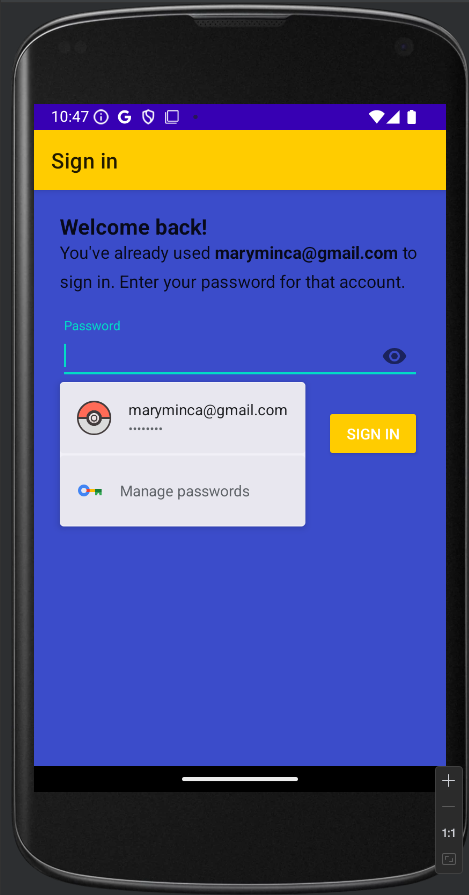 10:47
Sign in
Welcome back!
You've already used maryminca@gmail.com to
sign in. Enter your password for that account.
Password
maryminca@gmail.com
••••••••
SIGN IN
Manage passwords
1:1